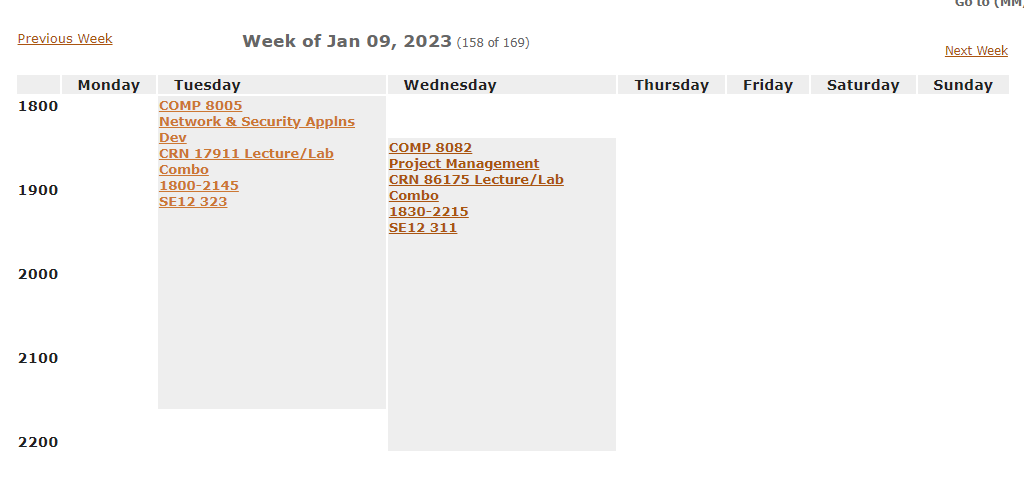 Go to (MM/
Previous Week
Week of Jan 09, 2023 (158 of 169)
Next Week
Monday Tuesday Wednesday Thursday Friday Saturday Sunday
1800
COMP 8005
Network & Security Applns
Dev
CRN 17911 Lecture/Lab
Combo
1800-2145
SE12 323
COMP 8082
Project Management
CRN 86175 Lecture/Lab
Combo
1830-2215
SE12 311
1900
2000
2100
2200